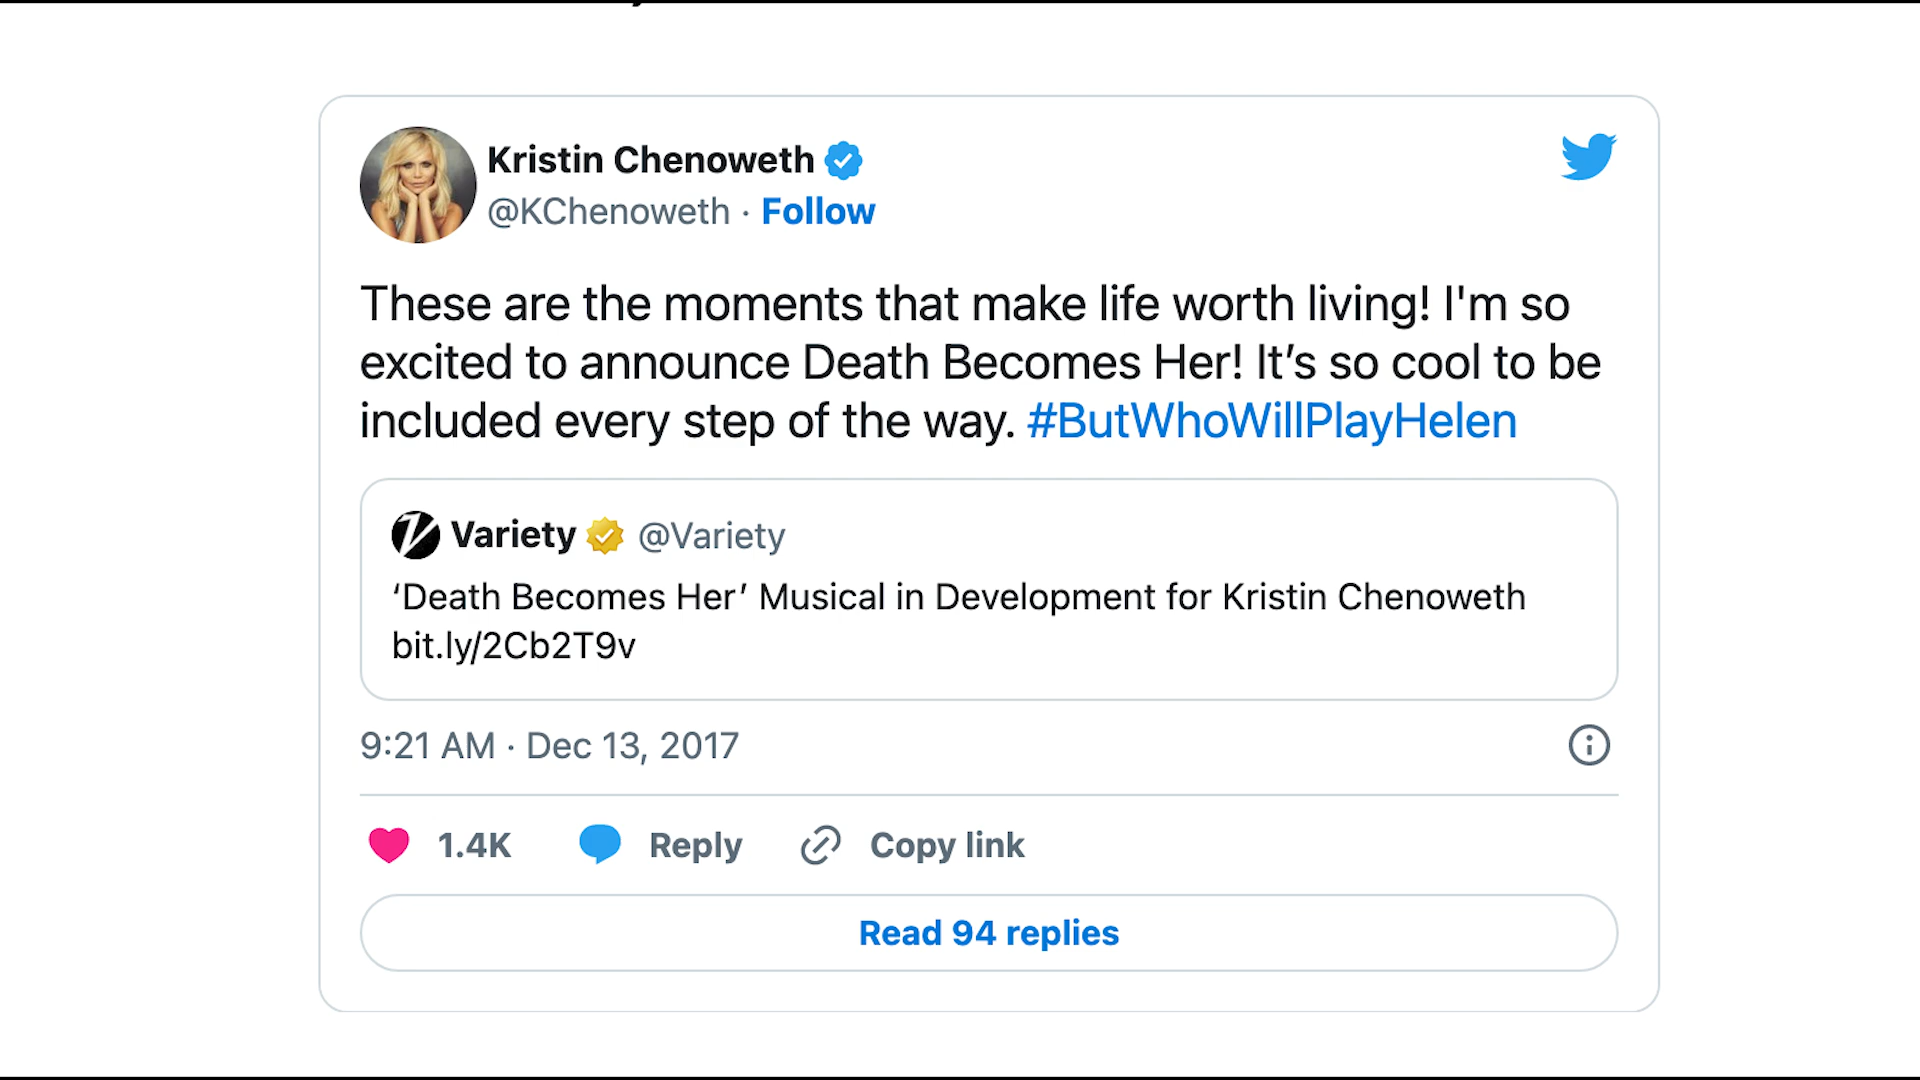 Kristin Chenoweth
@KChenoweth · Follow
These are the moments that make life worth living! I'm so
excited to announce Death Becomes Her! It’s so cool to be
included every step of the way. #ButWhoWillPlayHelen
Variety @Variety
‘Death Becomes Her’ Musical in Development for Kristin Chenoweth
bit.ly/2Cb2T9v
9:21 AM · Dec 13, 2017
1.4K Reply Copy link
Read 94 replies